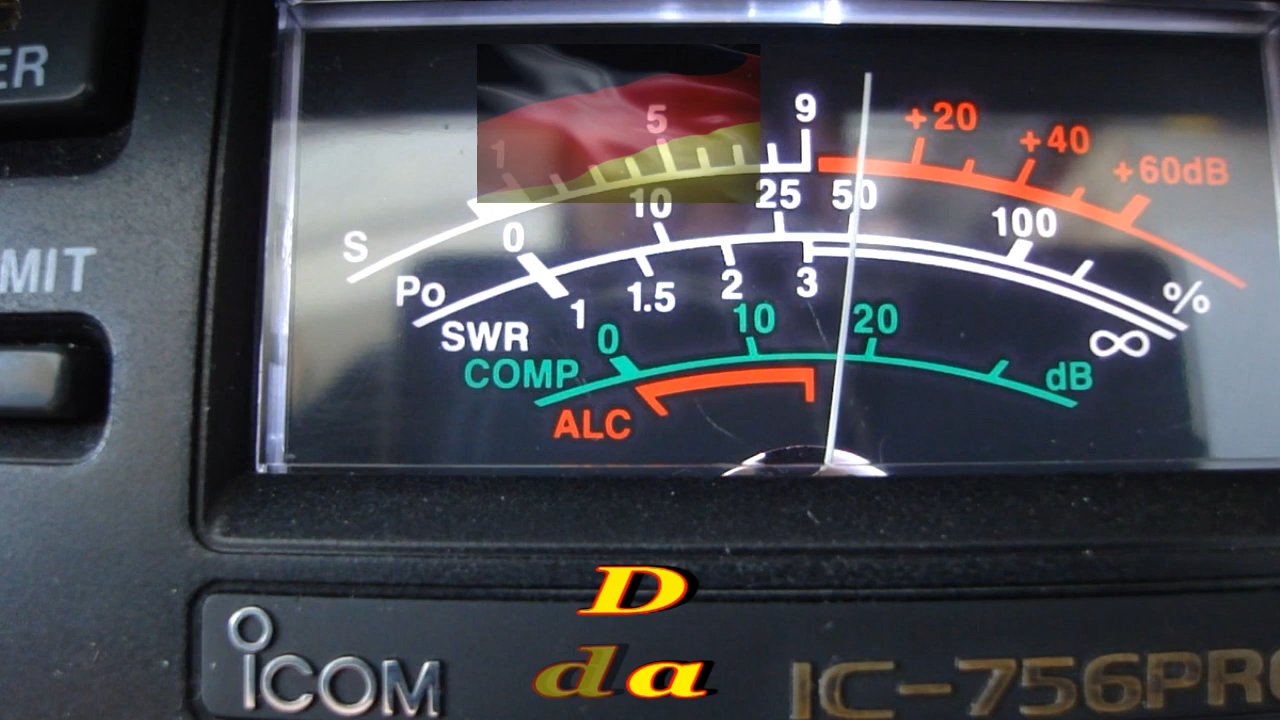 ER
MIT
1 5 9 +20 +40 +60dB
S
10 25 50 100
0
Po %
1 1.5 2 3 ∞
SWR
0 10 20
COMP dB
ALC
D
da
ICOM IC-756PRO